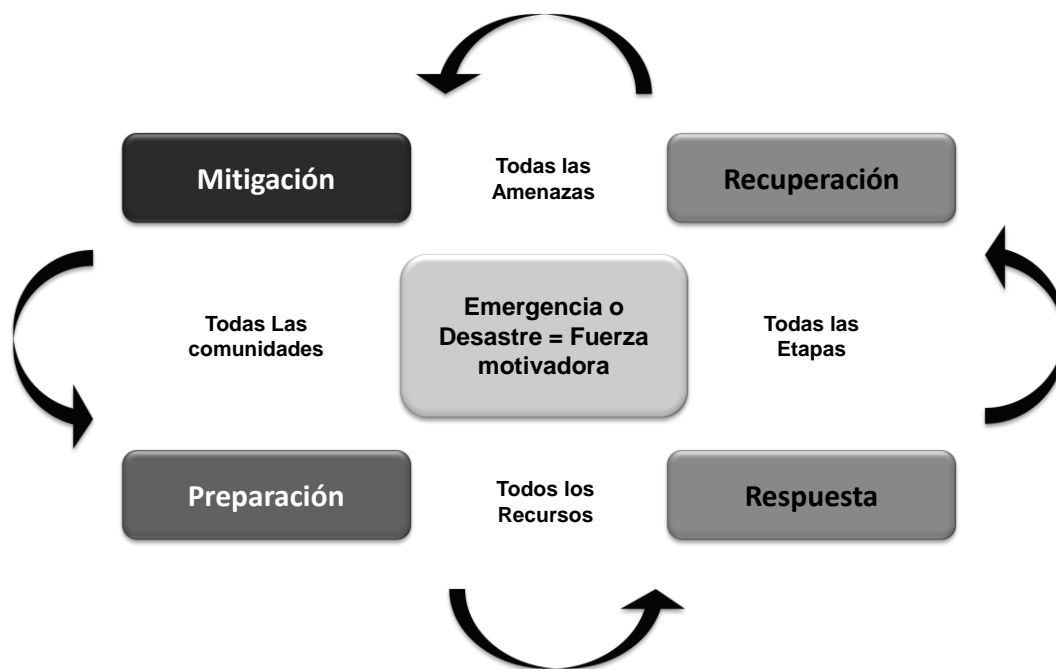 Mitigación
Todas las
Amenazas
Recuperación
Todas Las
comunidades
Emergencia o
Desastre = Fuerza
motivadora
Todas las
Etapas
Preparación
Todos los
Recursos
Respuesta